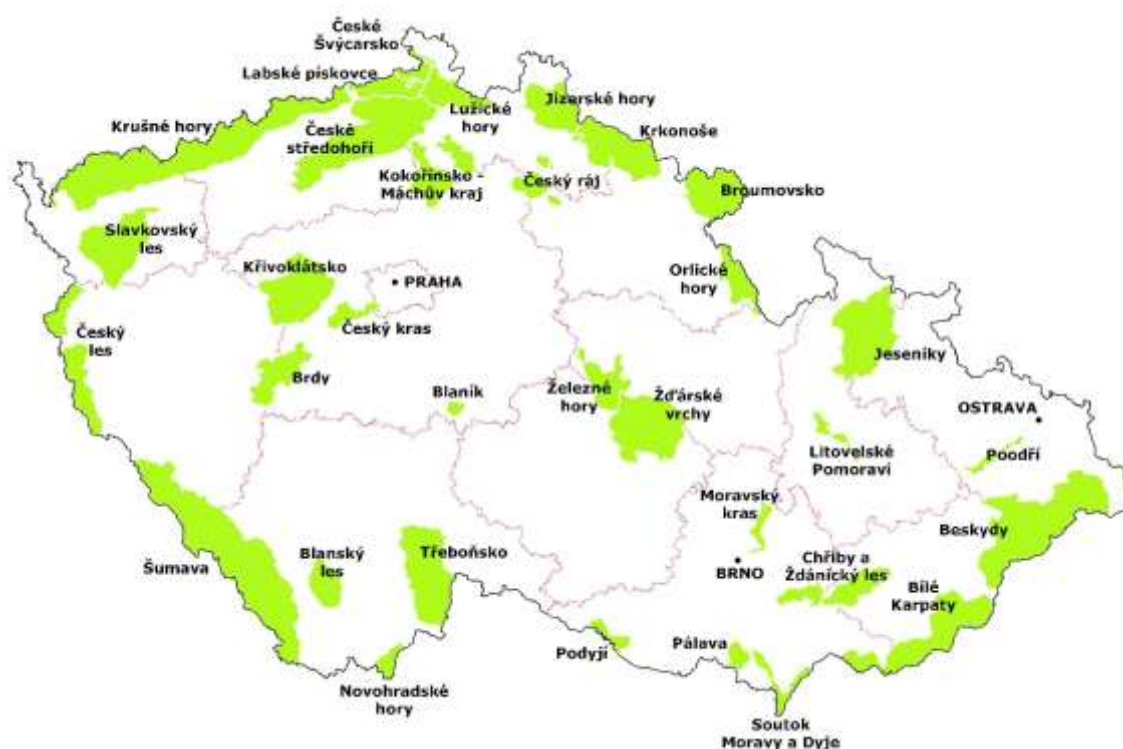 České
Švýcarsko
Labské pískovce
Krušné hory
České
středohoří
Lužické
hory
Jizerské hory
Krkonoše
Kokořínsko -
Máchův kraj
Český ráj
Broumovsko
Slavkovský
les
Křivoklátsko
PRAHA
Orlické
hory
Český kras
Český
les
Jeseníky
Brdy
Blaník
Železné
hory
Žďárské
vrchy
OSTRAVA
Litovelské
Pomoraví
Poodří
Moravský
kras
Beskydy
Šumava
Blanský
les
Třeboňsko
BRNO
Chřiby a
Ždánický les
Bílé
Karpaty
Podyjí
Pálava
Novohradské
hory
Soutok
Moravy a Dyje